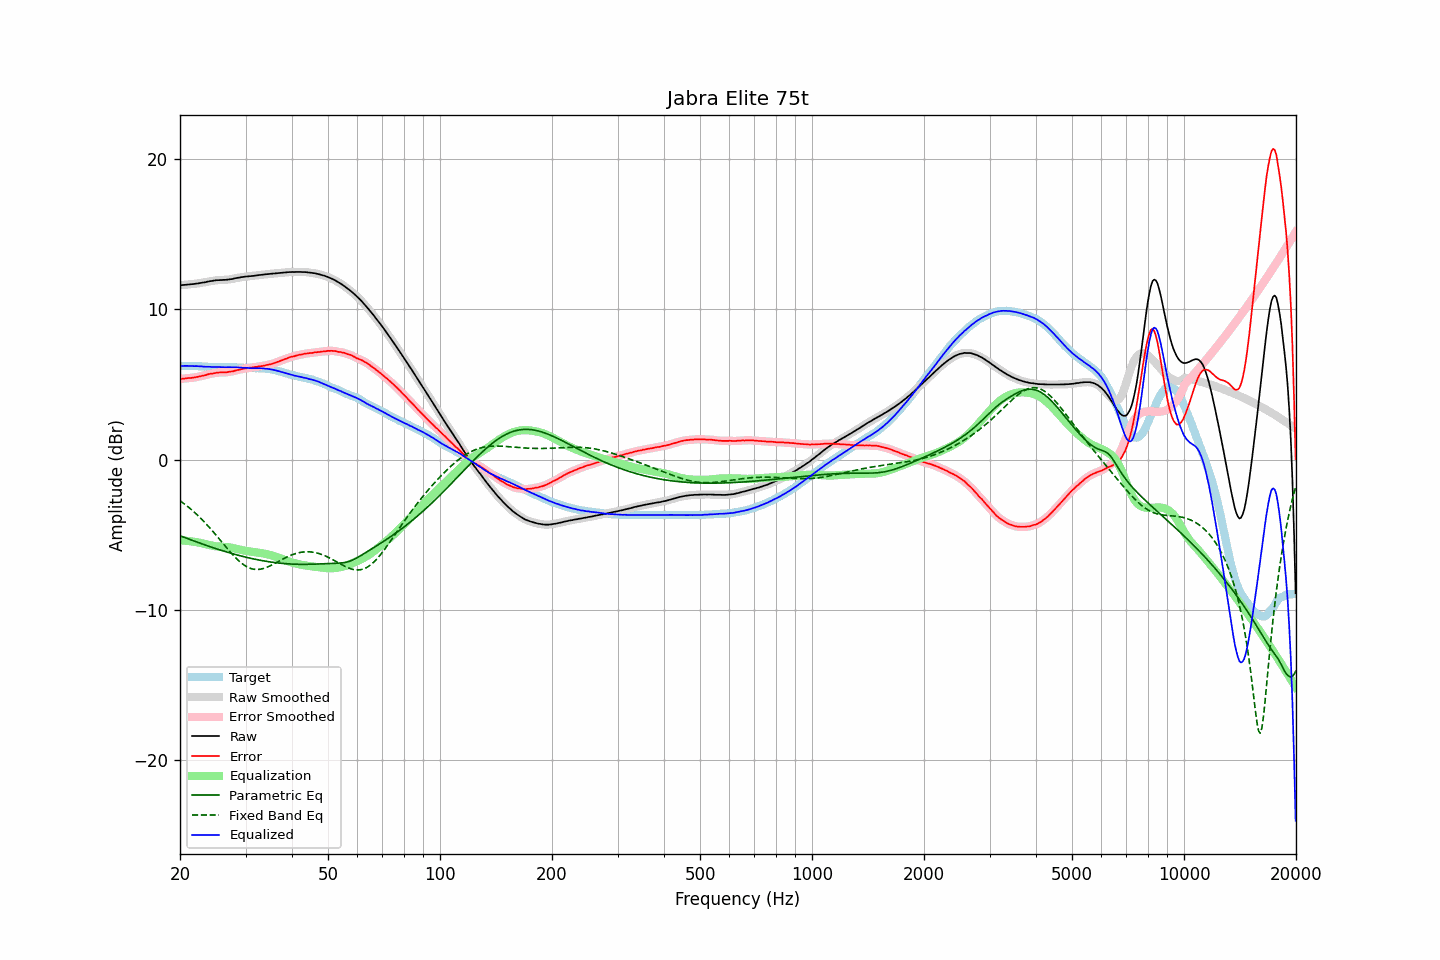 Jabra Elite 75t
Amplitude (dBr)
20
10
0
−10
−20
Target
Raw Smoothed
Error Smoothed
Raw
Error
Equalization
Parametric Eq
Fixed Band Eq
Equalized
20 50 100 200 500 1000 2000 5000 10000 20000
Frequency (Hz)